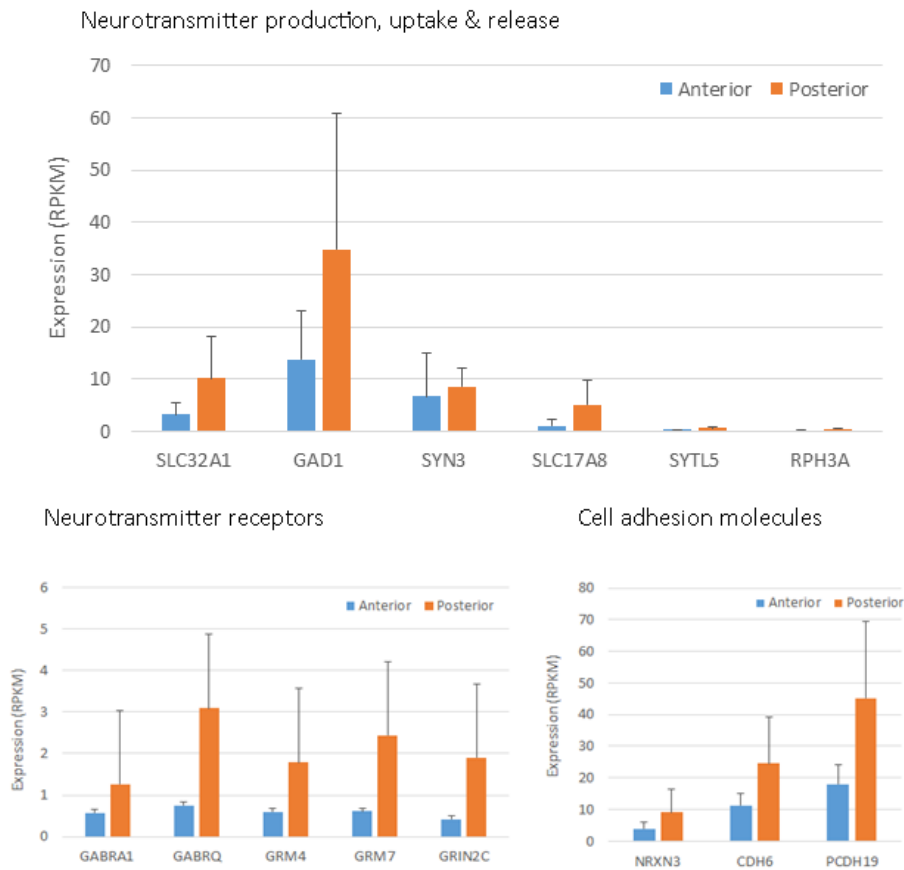 Neurotransmitter production, uptake & release
70
60
50
40
30
20
10
0
Expression (RPKM)
Anterior Posterior
SLC32A1 GAD1 SYN3 SLC17A8 SYTL5 RPH3A
Neurotransmitter receptors
6
5
4
3
2
1
0
Expression (RPKM)
Anterior Posterior
GABRA1 GABRQ GRM4 GRM7 GRIN2C
Cell adhesion molecules
80
70
60
50
40
30
20
10
0
Expression (RPKM)
Anterior Posterior
NRXN3 CDH6 PCDH19